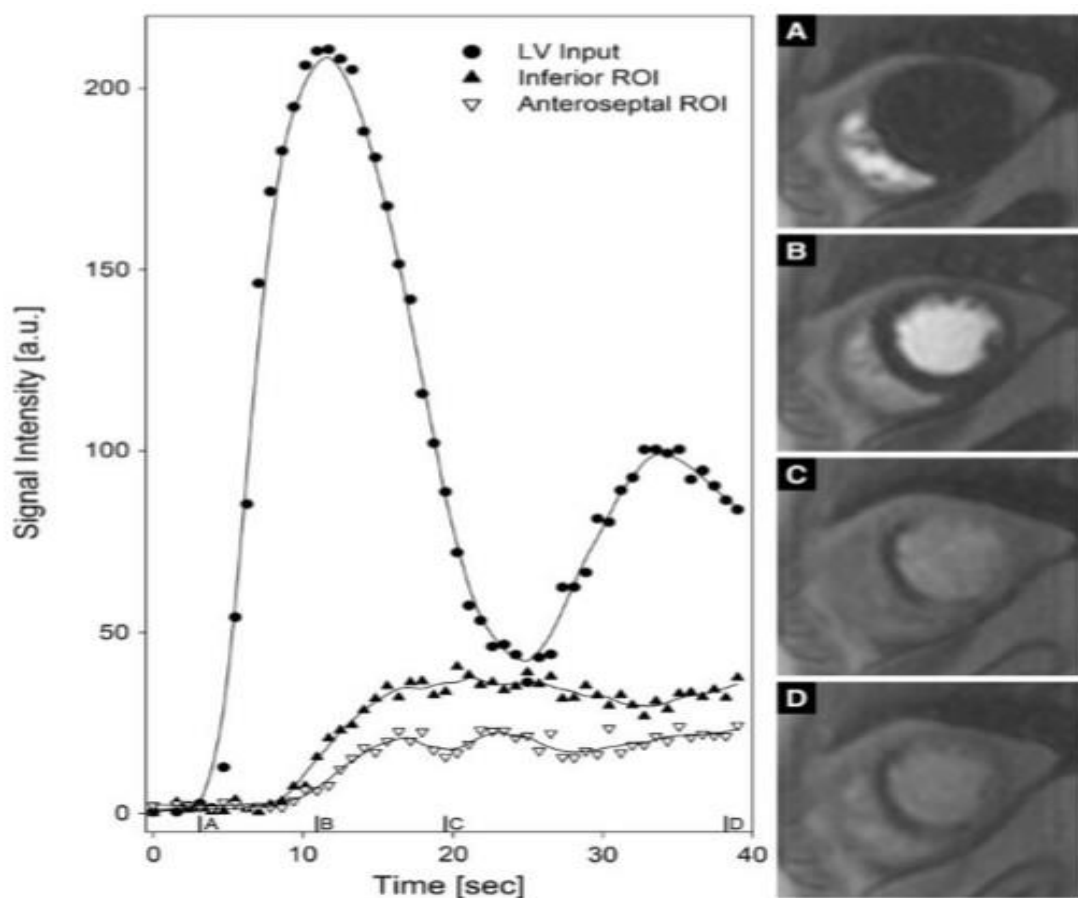 Signal Intensity [a.u.]
200
150
100
50
0
LV Input
Inferior ROI
Anteroseptal ROI
A
B
C
D
0
10
20
30
40
Time [sec]
A
B
C
D